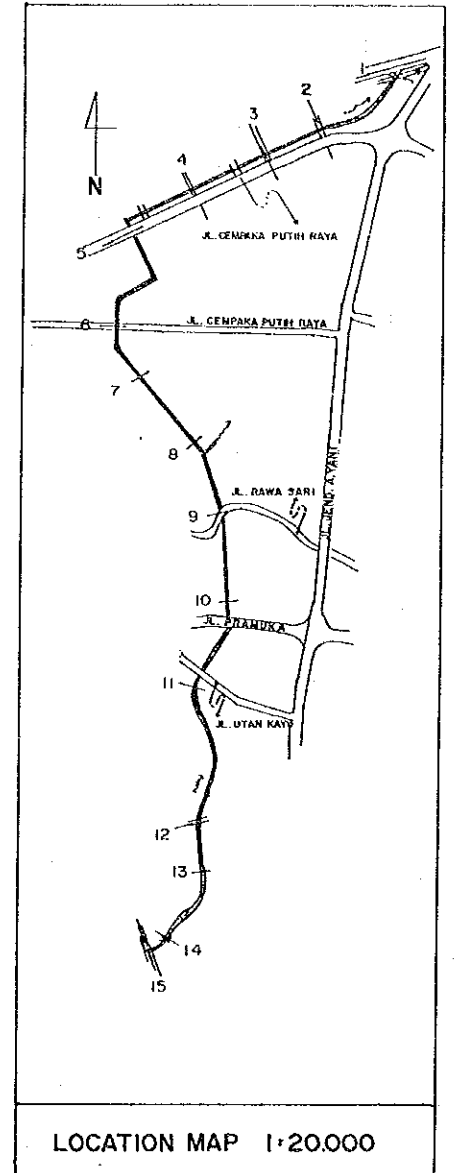 1
2
3
4
N
JL. CEMPAKA PUTIH RAYA
5
6
JL. CEMPAKA PUTIH RAYA
7
8
JL. JEND. A. YANI
JL. RAWA SARI
9
10
JL. PRAMUKA
11
JL. UTAN KAYU
12
13
14
15
LOCATION MAP 1:20.000